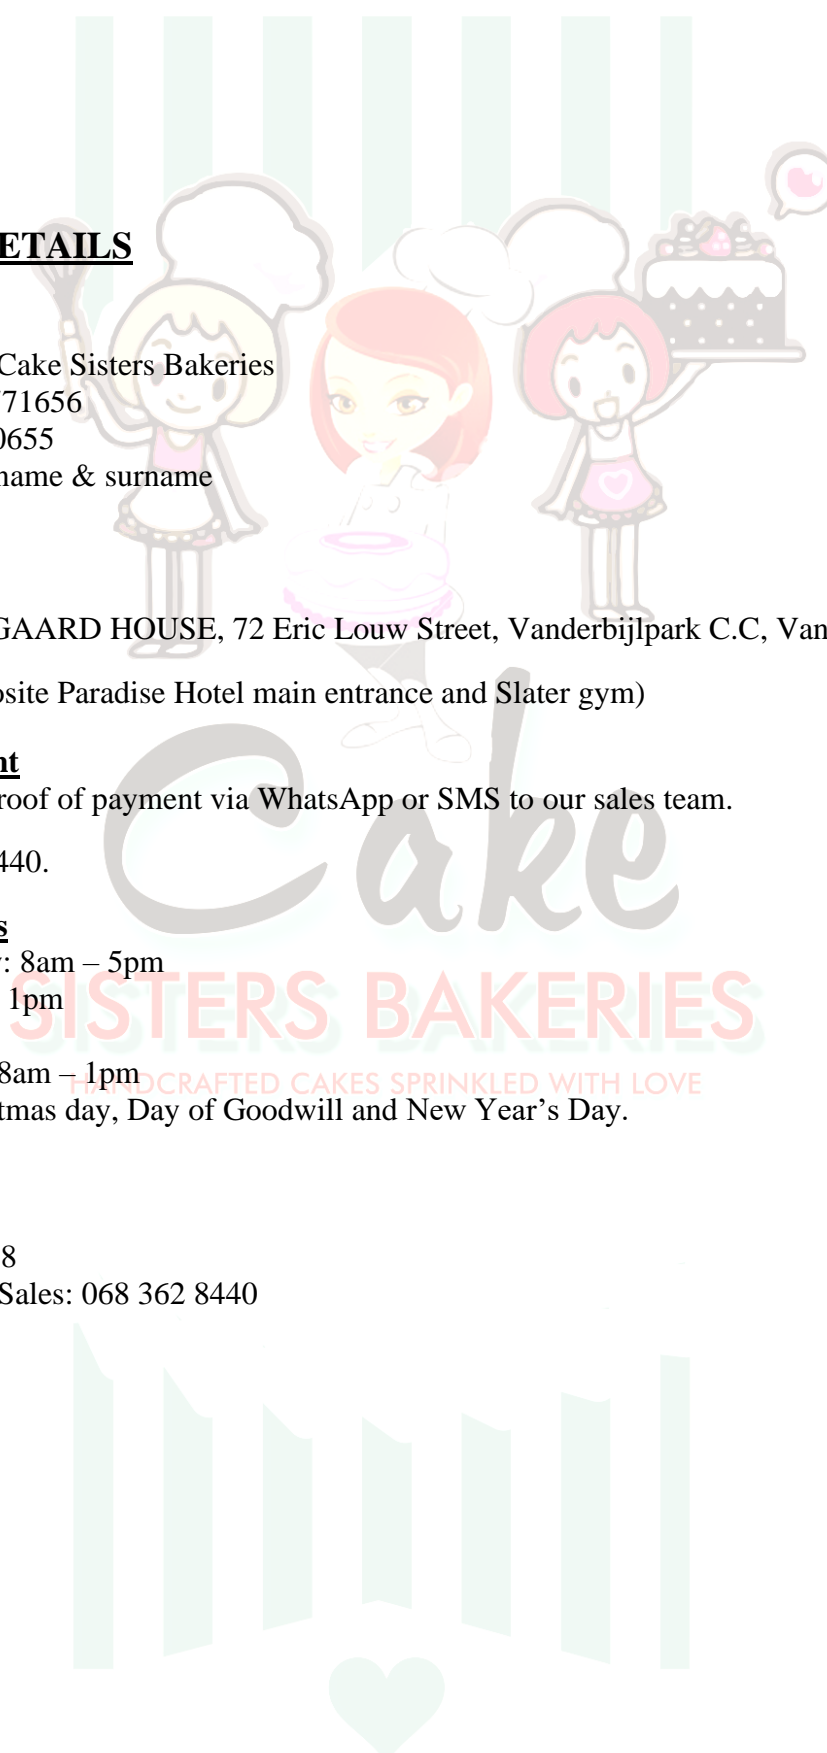 ETAILS
Cake Sisters Bakeries
71656
0655
name & surname
GAARD HOUSE, 72 Eric Louw Street, Vanderbijlpark C.C, Van
osite Paradise Hotel main entrance and Slater gym)
nt
roof of payment via WhatsApp or SMS to our sales team.
440.
s
y: 8am – 5pm
1pm
8am – 1pm
tmas day, Day of Goodwill and New Year’s Day.
8
Sales: 068 362 8440
Cake
SISTERS BAKERIES
HANDCRAFTED CAKES SPRINKLED WITH LOVE